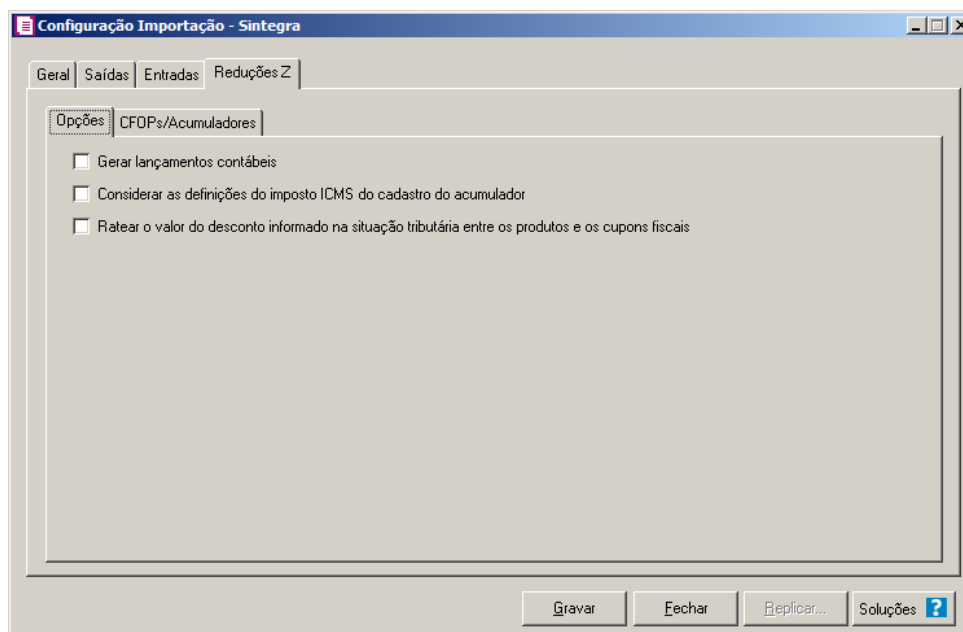 Configuração Importação - Sintegra
Geral Saídas Entradas Reduções Z
Opções CFOPs/Acumuladores
Gerar lançamentos contábeis
Considerar as definições do imposto ICMS do cadastro do acumulador
Ratear o valor do desconto informado na situação tributária entre os produtos e os cupons fiscais
Gravar Fechar Replicar... Soluções ?